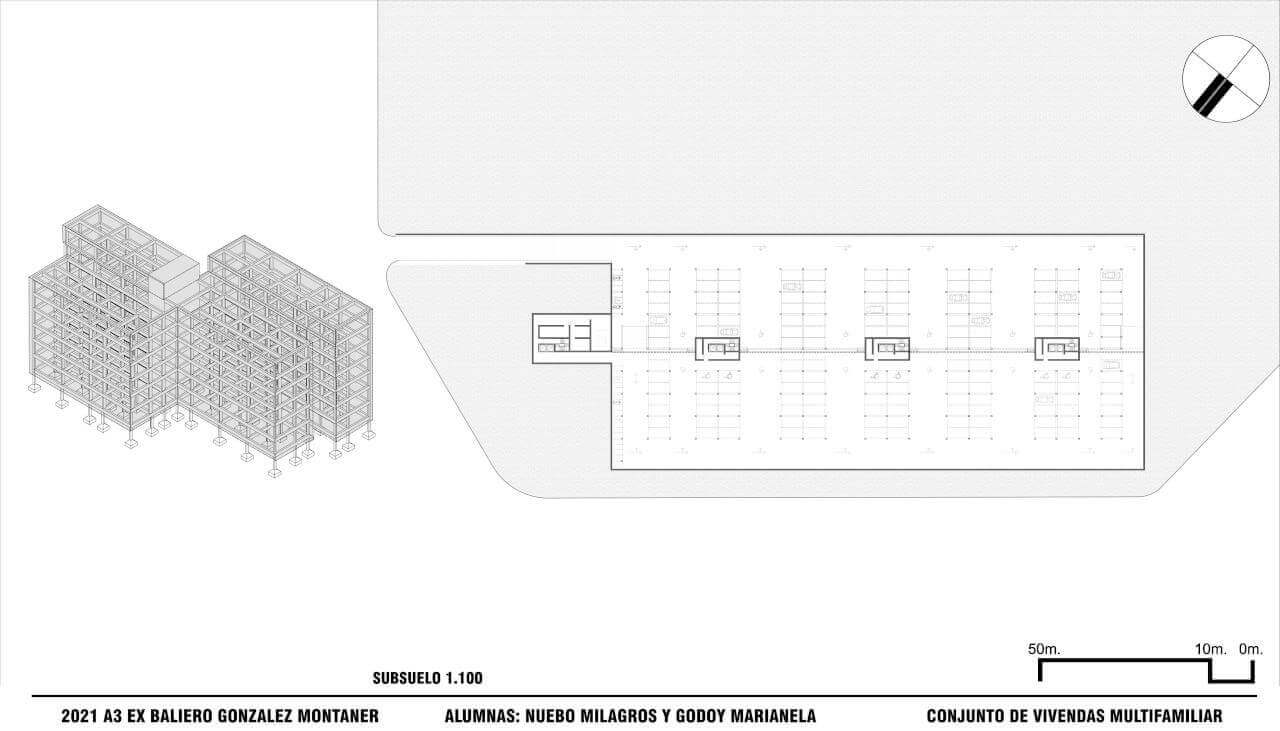 50m. 10m. 0m.
SUBSUELO 1.100
2021 A3 EX BALIERO GONZALEZ MONTANER ALUMNAS: NUEBO MILAGROS Y GODOY MARIANELA CONJUNTO DE VIVENDAS MULTIFAMILIAR